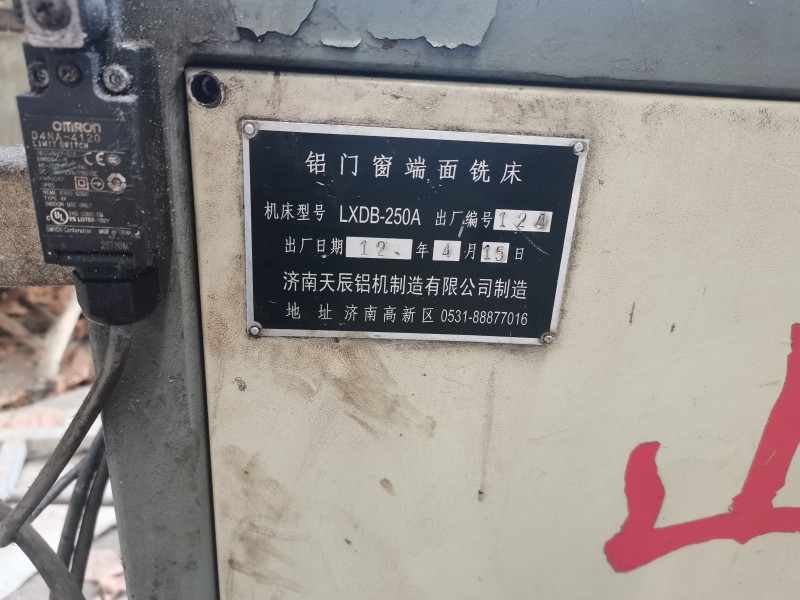 OMRON
D4NA-4120
LIMIT SWITCH
铝门窗端面铣床
机床型号 LXDB-250A 出厂编号 124
出厂日期 12. 年 4 月 15 日
济南天辰铝机制造有限公司制造
地 址 济南高新区 0531-88877016